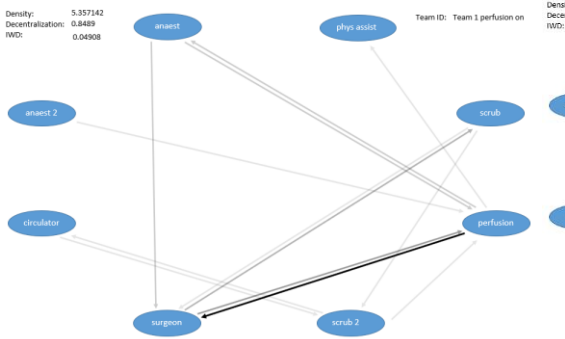 Density: 5.357142
Decentralization: 0.8489
IWD: 0.04908
anaest
phys assist
Team ID: Team 1 perfusion on
anaest 2
scrub
circulator
perfusion
surgeon
scrub 2